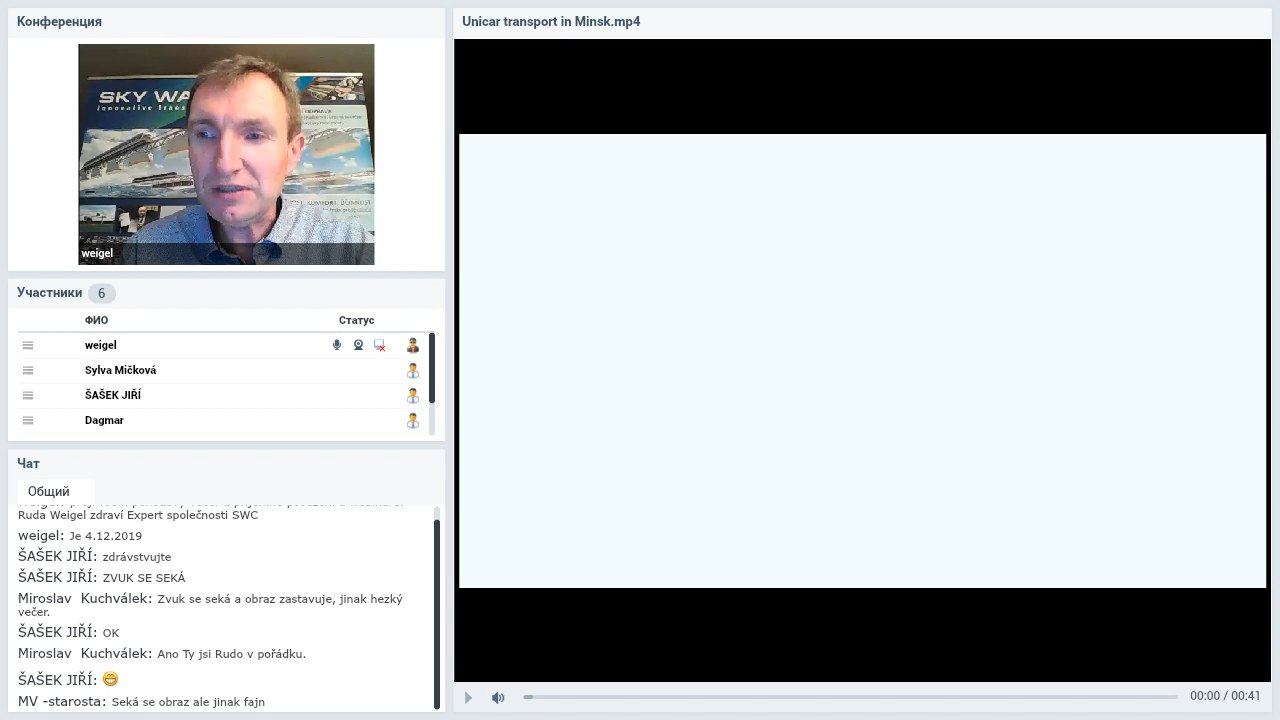 Конференция
SKY WA
innovative trans
weigel
Участники 6
ФИО Статус
weigel
Sylva Mičková
ŠAŠEK JIŘÍ
Dagmar
Чат
Общий
Ruda Weigel zdraví Expert společnosti SWC
weigel: Je 4.12.2019
ŠAŠEK JIŘÍ: zdrávstvujte
ŠAŠEK JIŘÍ: ZVUK SE SEKÁ
Miroslav Kuchválek: Zvuk se seká a obraz zastavuje, jinak hezký
večer.
ŠAŠEK JIŘÍ: OK
Miroslav Kuchválek: Ano Ty jsi Rudo v pořádku.
ŠAŠEK JIŘÍ: 😁
MV -starosta: Seká se obraz ale jinak fajn
Unicar transport in Minsk.mp4
00:00 / 00:41